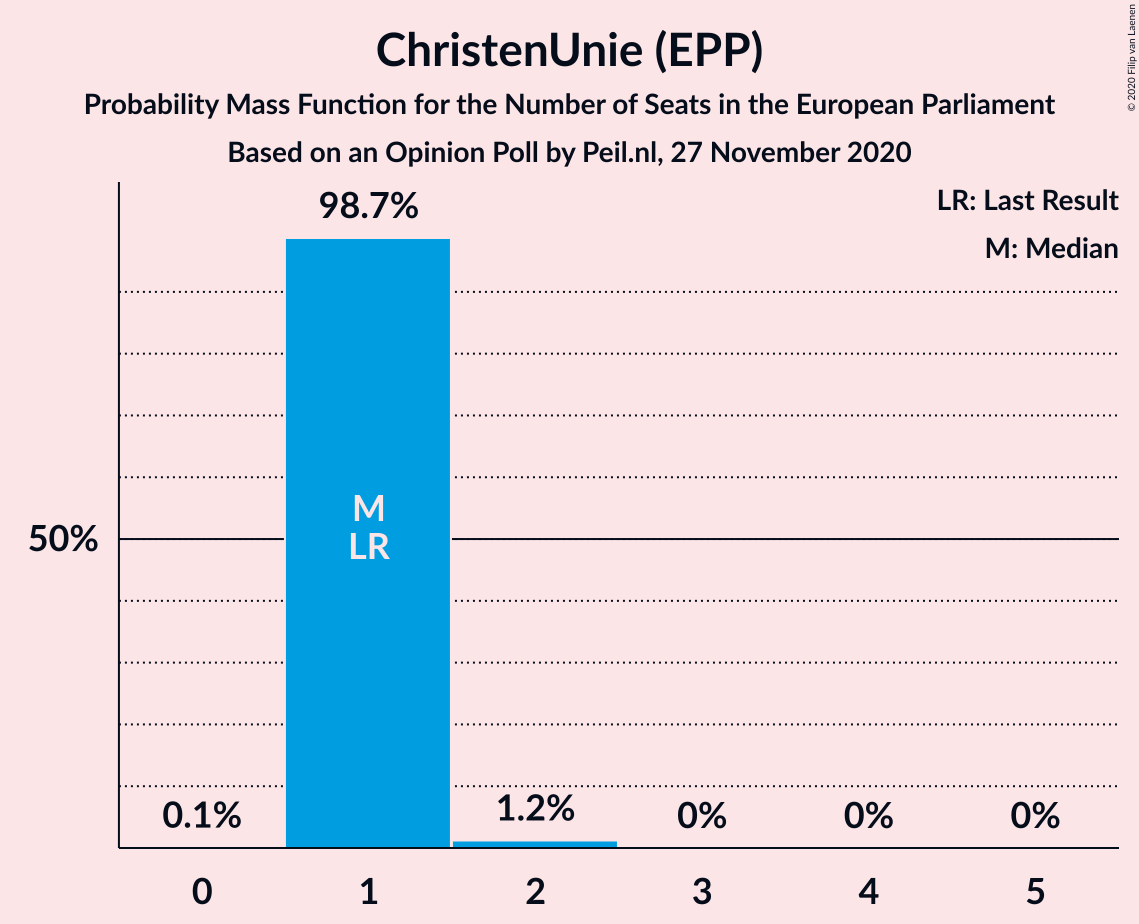 ChristenUnie (EPP)
Probability Mass Function for the Number of Seats in the European Parliament
Based on an Opinion Poll by Peil.nl, 27 November 2020
© 2020 Filip van Laenen
LR: Last Result
M: Median
98.7%
M
LR
50%
0.1%
1.2%
0%
0%
0%
0
1
2
3
4
5